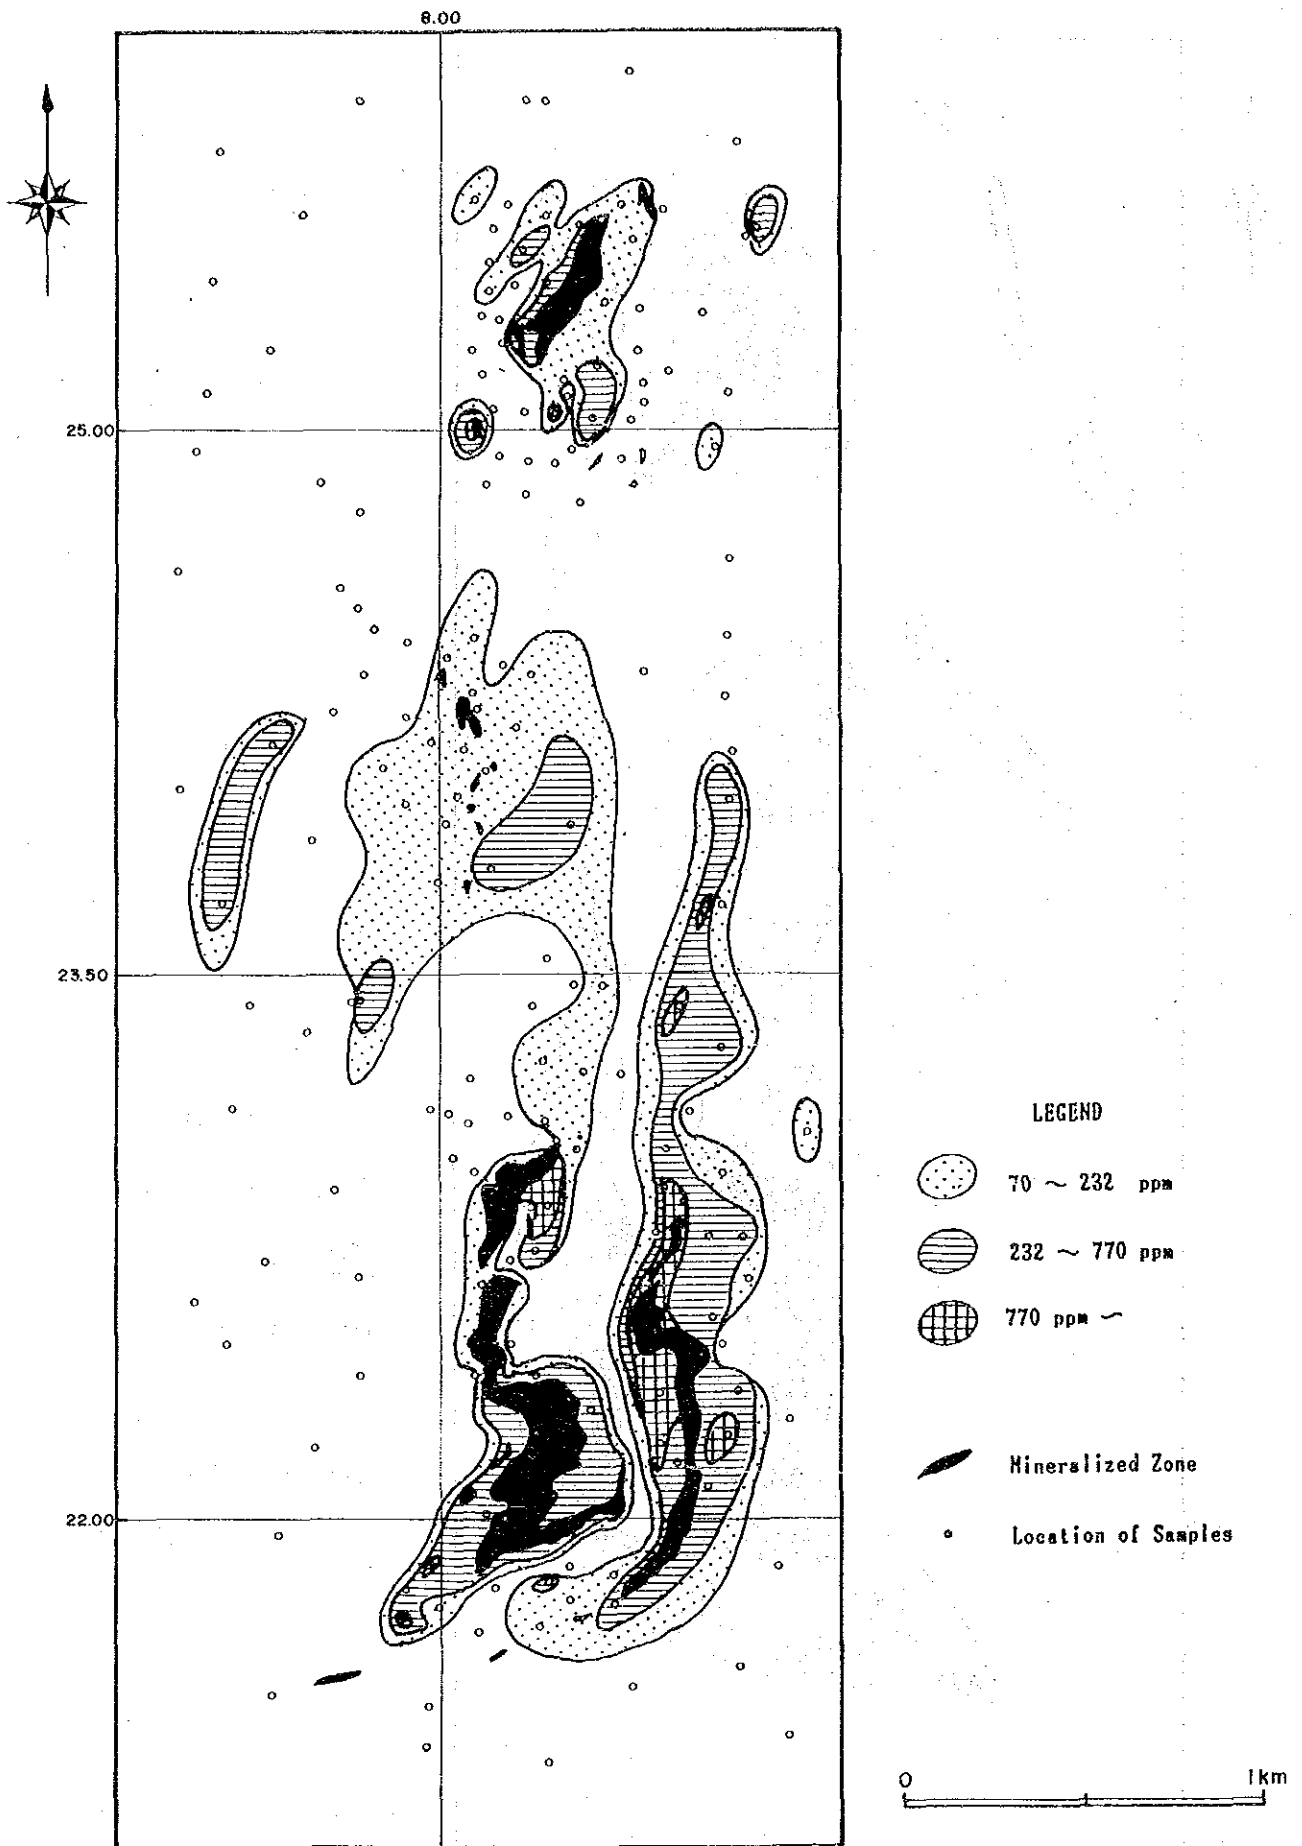 8.00
25.00
23.50
22.00
LEGEND
70 ~ 232 ppm
232 ~ 770 ppm
770 ppm ~
Mineralized Zone
Location of Samples
0 1km